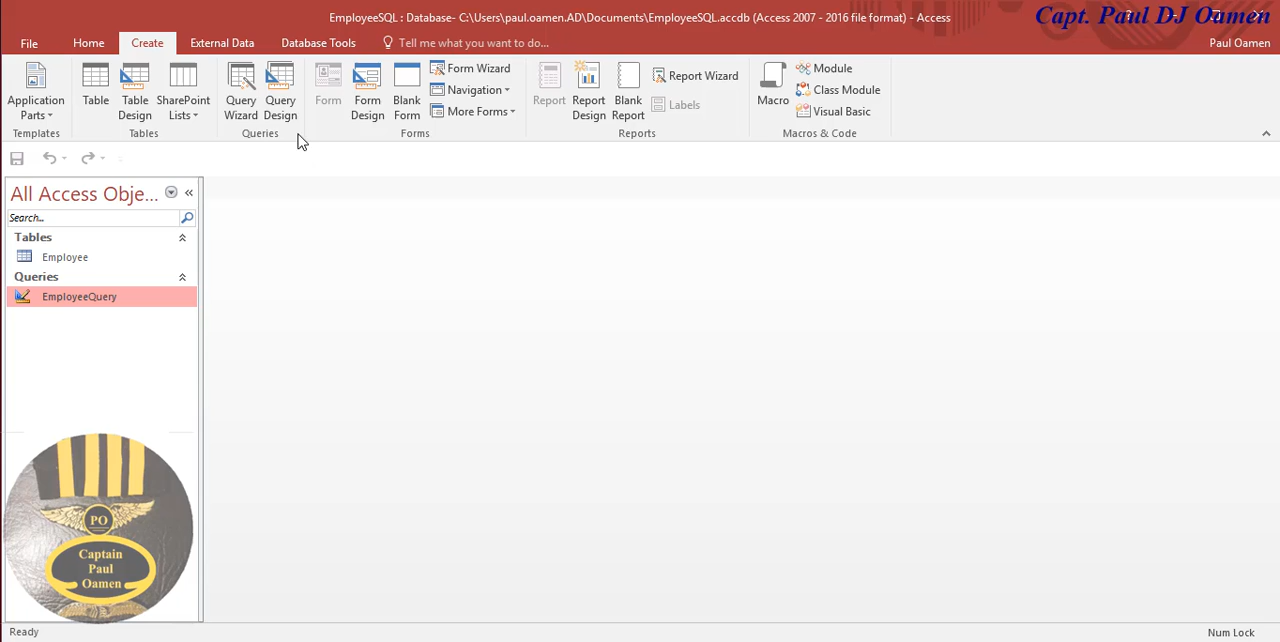 EmployeeSQL : Database- C:\Users\paul.oamen.AD\Documents\EmployeeSQL.accdb (Access 2007 - 2016 file format) - Access
Capt. Paul DJ Oamen
File Home Create External Data Database Tools Tell me what you want to do... Paul Oamen
Application Parts
Table
Table Design
SharePoint Lists
Query Wizard
Query Design
Form
Form Design
Blank Form
Form Wizard
Navigation
More Forms
Report
Report Design
Blank Report
Report Wizard
Labels
Macro
Module
Class Module
Visual Basic
Templates Tables Queries Forms Reports Macros & Code
All Access Obje...
Search...
Tables
Employee
Queries
EmployeeQuery
PO
Captain
Paul
Oamen
Ready Num Lock